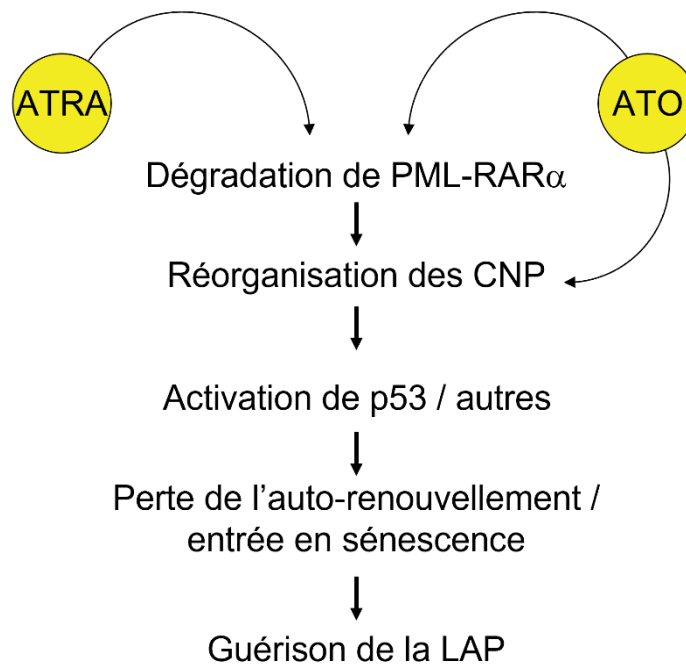 ATRA
ATO
Dégradation de PML-RARα
Réorganisation des CNP
Activation de p53 / autres
Perte de l'auto-renouvellement /
entrée en sénescence
Guérison de la LAP